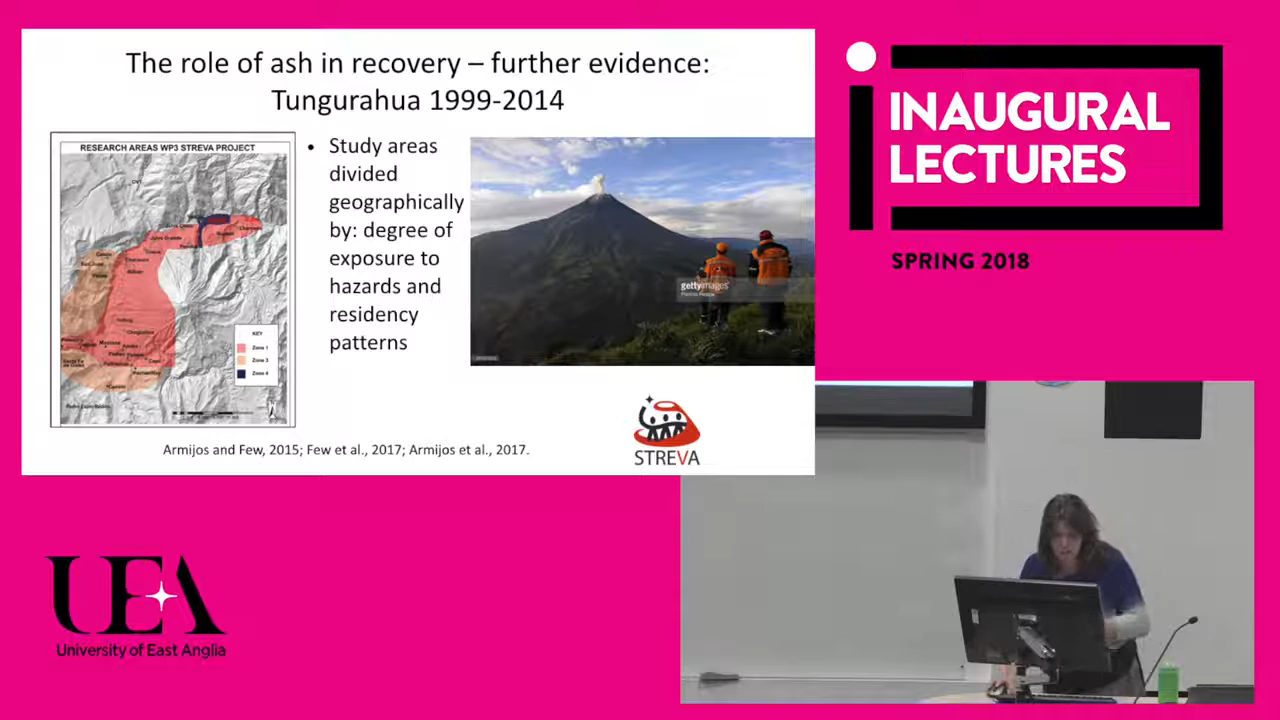 The role of ash in recovery – further evidence:
Tungurahua 1999-2014
RESEARCH AREAS WP3 STREVA PROJECT
KEY
Zone 1
Zone 3
Zone 4
• Study areas
divided
geographically
by: degree of
exposure to
hazards and
residency
patterns
gettyimages
Armijos and Few, 2015; Few et al., 2017; Armijos et al., 2017.
STREVA
INAUGURAL
LECTURES
SPRING 2018
UEA
University of East Anglia